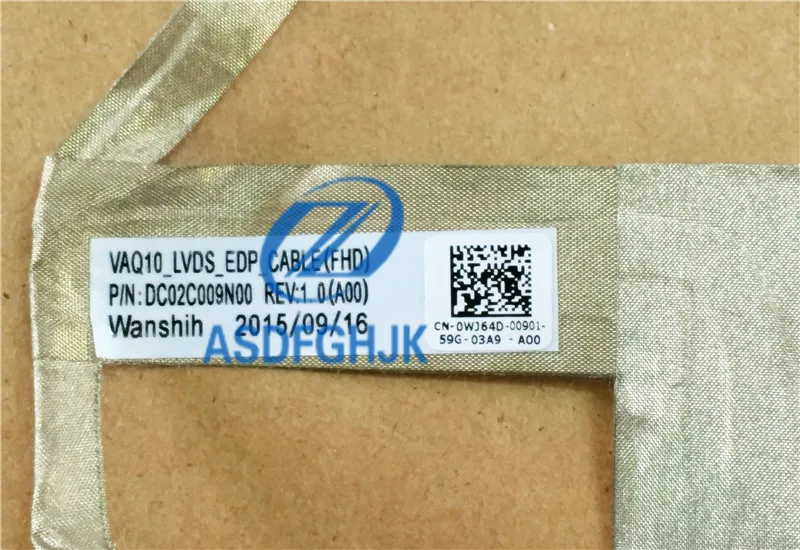 VAQ10_LVDS_EDP_CABLE(FHD)
P/N:DC02C009N00 REV:1.0(A00)
Wanshih 2015/09/16
ASDFGHJK
CN-0WJ64D-00901-
59G-03A9 -A00